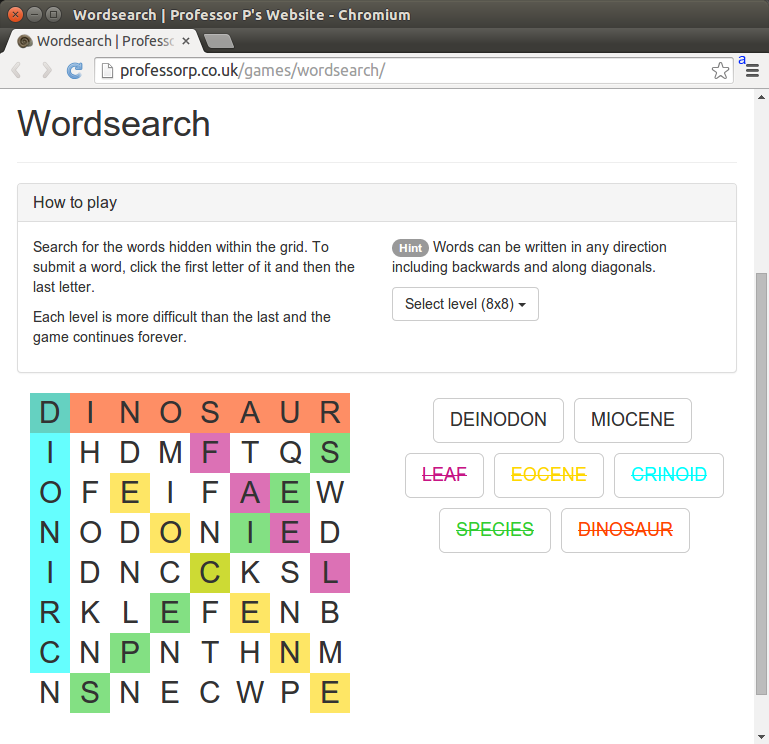 Wordsearch | Professor P's Website - Chromium
Wordsearch | Professo
professorp.co.uk/games/wordsearch/
a
Wordsearch
How to play
Search for the words hidden within the grid. To
submit a word, click the first letter of it and then the
last letter.
Each level is more difficult than the last and the
game continues forever.
Hint Words can be written in any direction
including backwards and along diagonals.
Select level (8x8)
D I N O S A U R
I H D M F T Q S
O F E I F A E W
N O D O N I E D
I D N C C K S L
R K L E F E N B
C N P N T H N M
N S N E C W P E
DEINODON MIOCENE
LEAF EOCENE CRINOID
SPECIES DINOSAUR